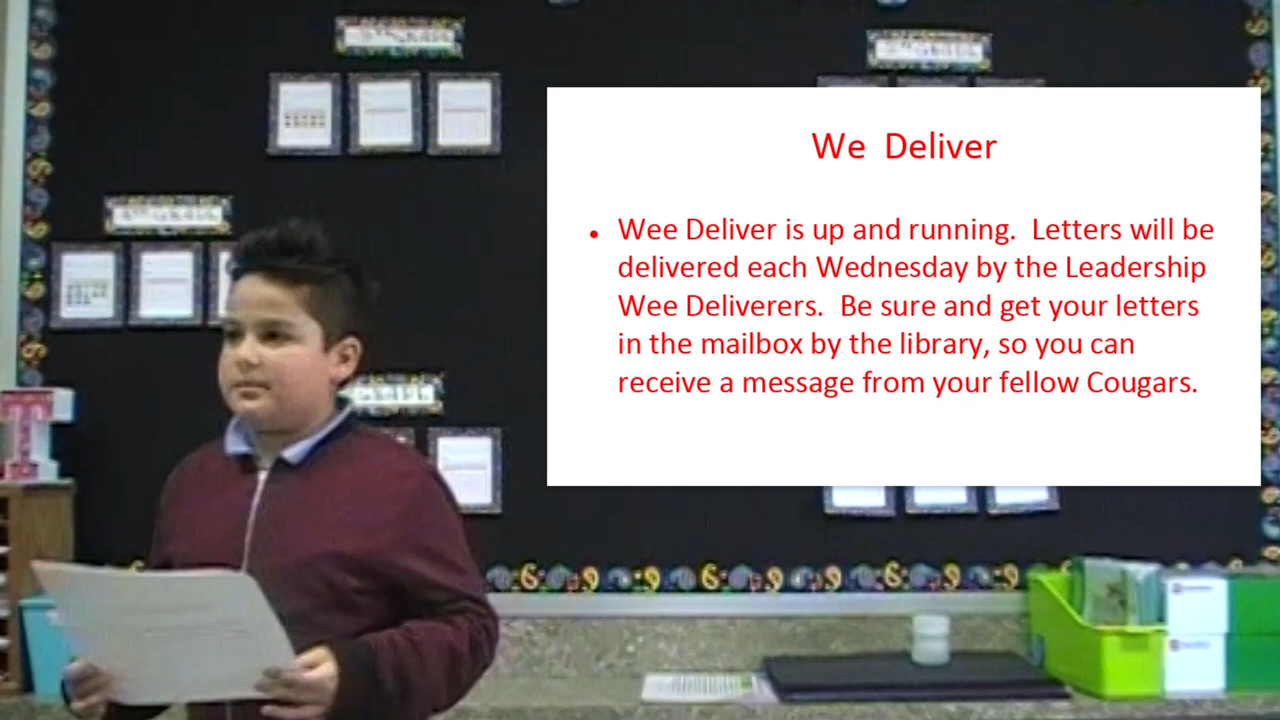 We Deliver
• Wee Deliver is up and running. Letters will be
delivered each Wednesday by the Leadership
Wee Deliverers. Be sure and get your letters
in the mailbox by the library, so you can
receive a message from your fellow Cougars.
T